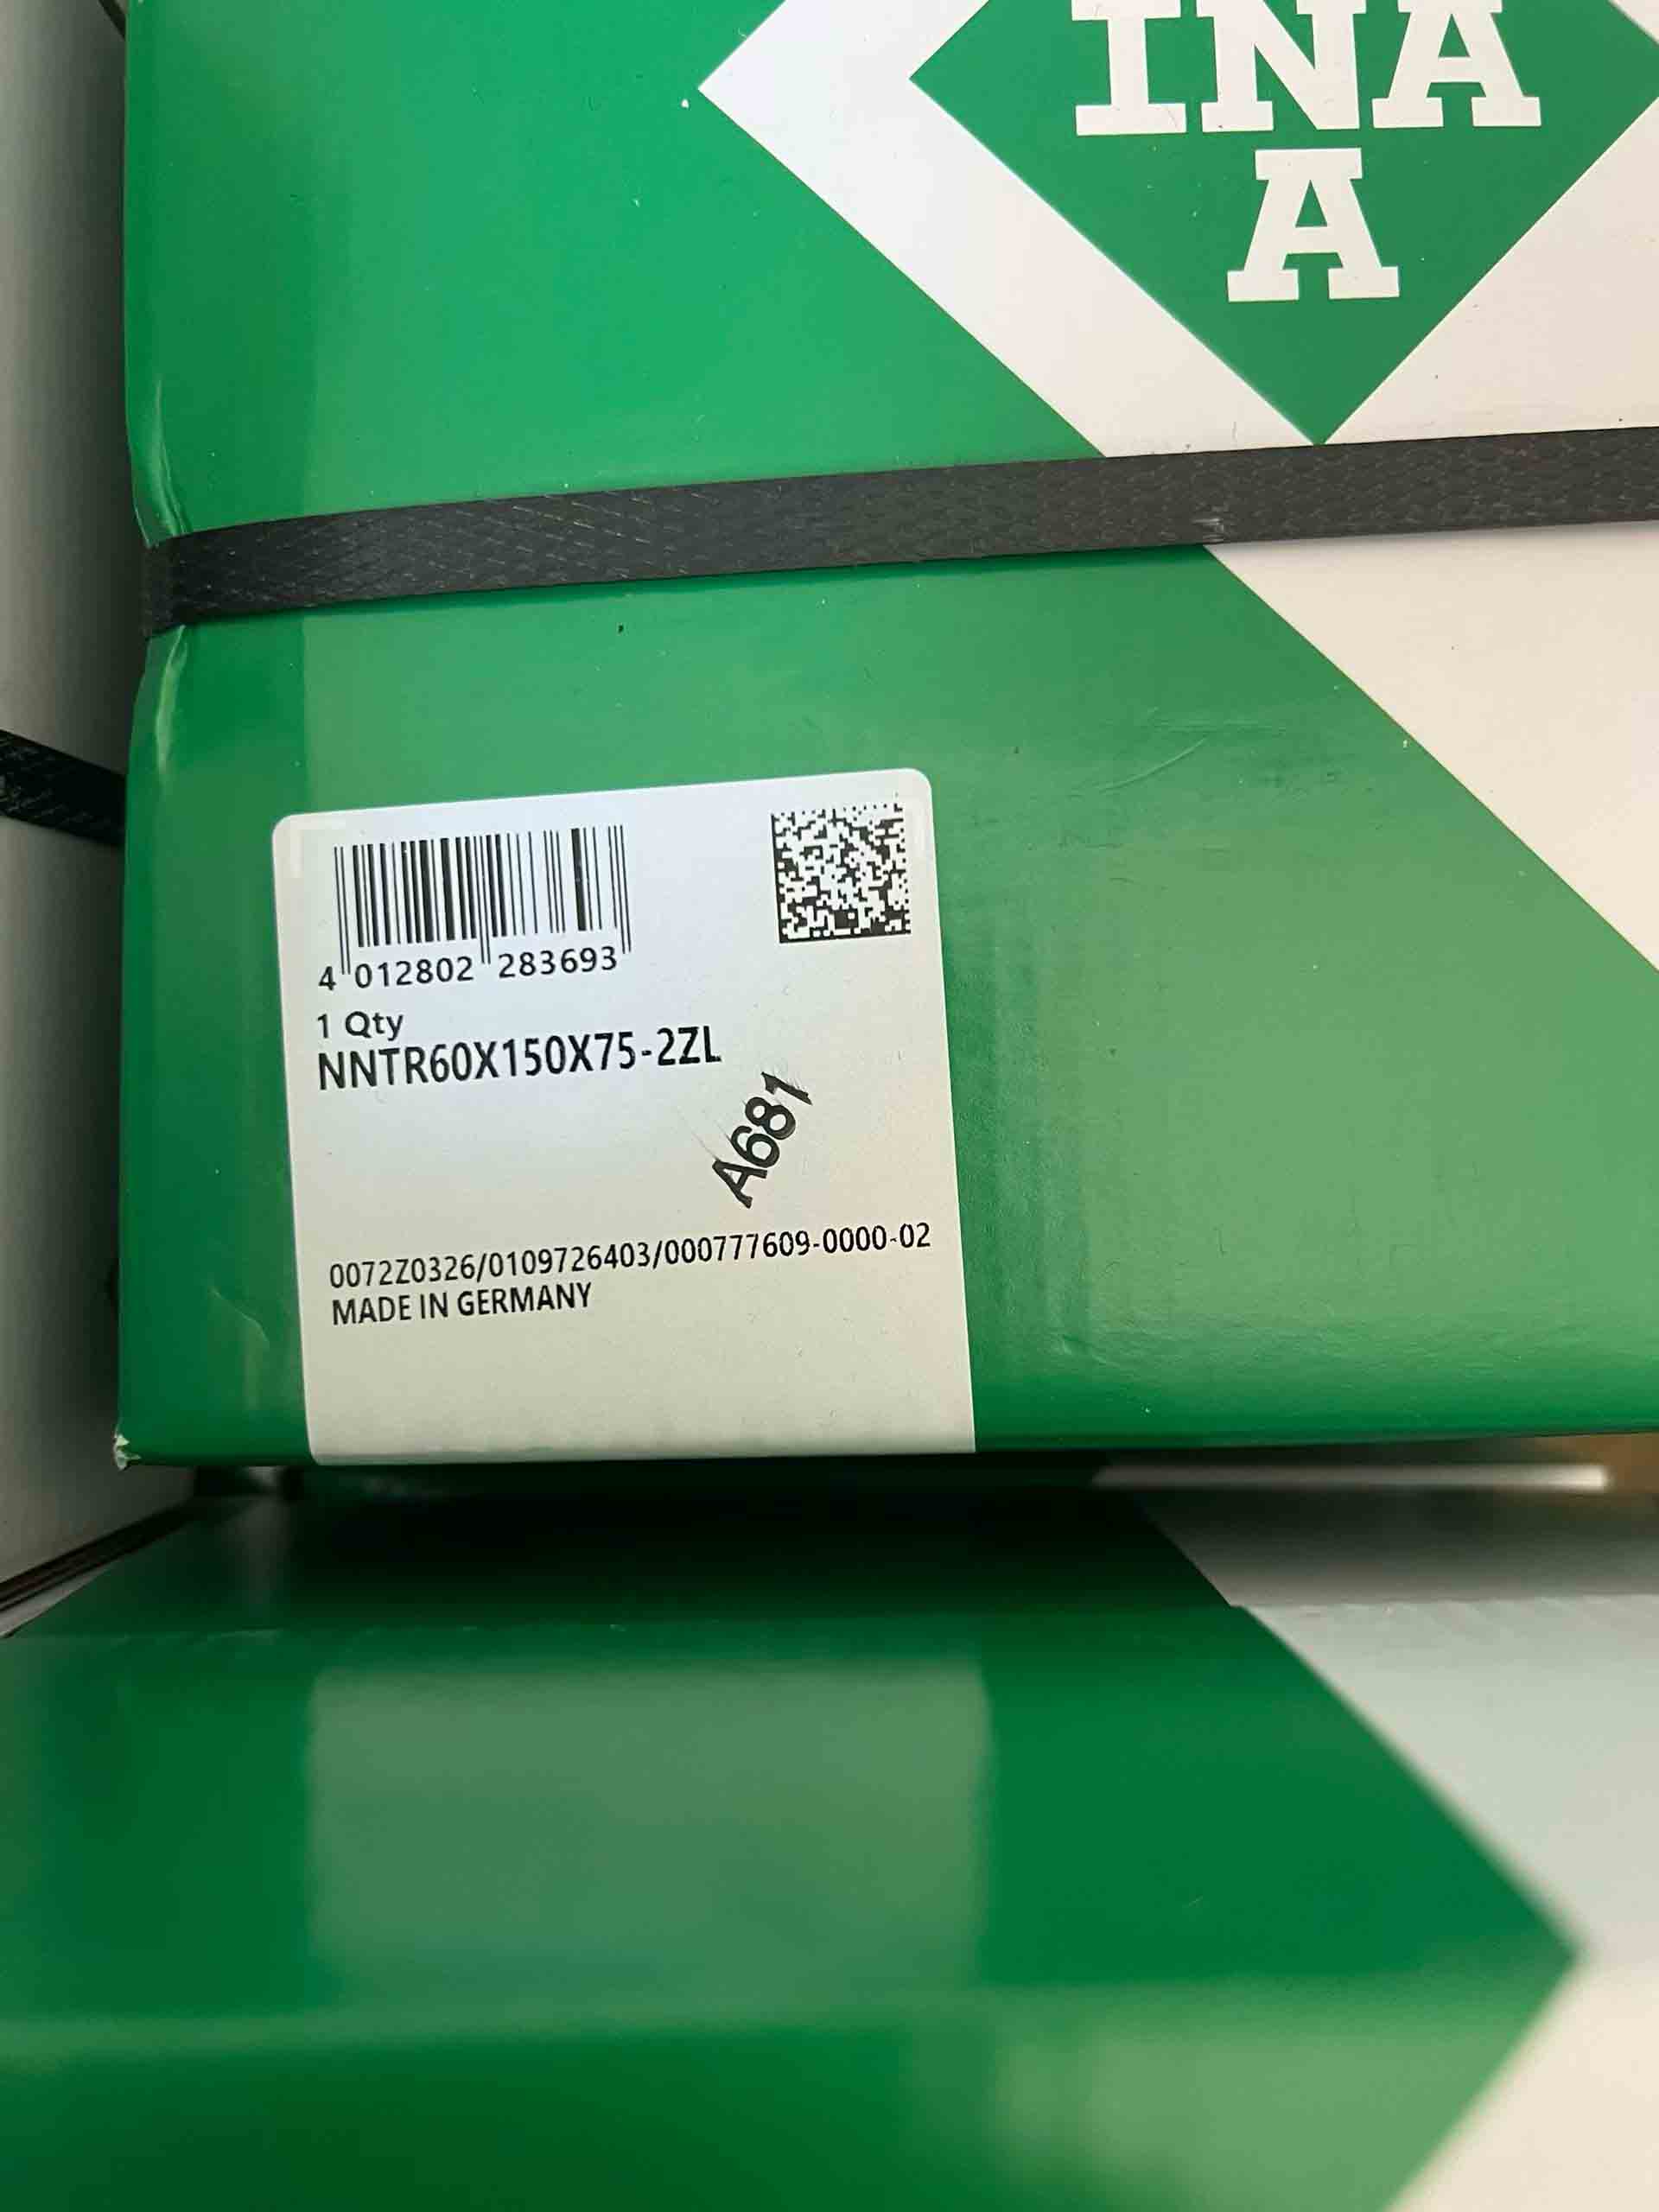 INA
A
4 012802 283693
1 Qty
NNTR60X150X75-2ZL
A681
0072Z0326/0109726403/000777609-0000-02
MADE IN GERMANY